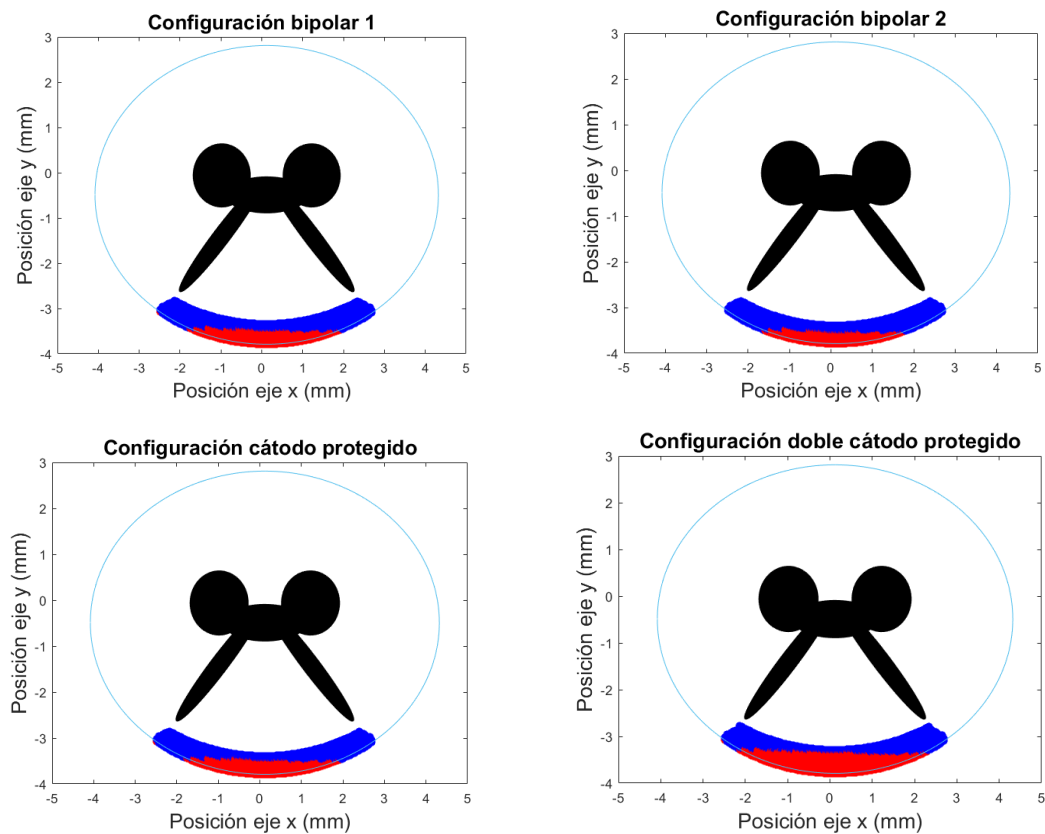 Configuración bipolar 1
3
2
1
0
-1
-2
-3
-4
Posición eje y (mm)
-5 -4 -3 -2 -1 0 1 2 3 4 5
Posición eje x (mm)
Configuración bipolar 2
3
2
1
0
-1
-2
-3
-4
Posición eje y (mm)
-5 -4 -3 -2 -1 0 1 2 3 4 5
Posición eje x (mm)
Configuración cátodo protegido
3
2
1
0
-1
-2
-3
-4
Posición eje y (mm)
-5 -4 -3 -2 -1 0 1 2 3 4 5
Posición eje x (mm)
Configuración doble cátodo protegido
3
2
1
0
-1
-2
-3
-4
Posición eje y (mm)
-5 -4 -3 -2 -1 0 1 2 3 4 5
Posición eje x (mm)